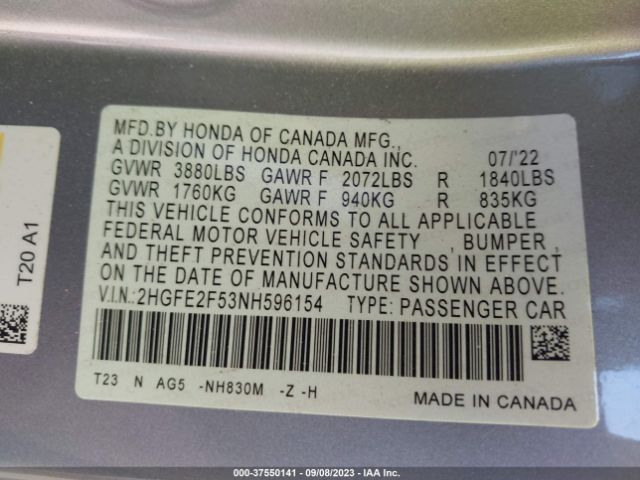 MFD.BY HONDA OF CANADA MFG.,
A DIVISION OF HONDA CANADA INC. 07/'22
GVWR 3880LBS GAWR F 2072LBS R 1840LBS
GVWR 1760KG GAWR F 940KG R 835KG
THIS VEHICLE CONFORMS TO ALL APPLICABLE
FEDERAL MOTOR VEHICLE SAFETY , BUMPER ,
AND THEFT PREVENTION STANDARDS IN EFFECT
ON THE DATE OF MANUFACTURE SHOWN ABOVE.
V.I.N.:2HGFE2F53NH596154 TYPE: PASSENGER CAR
T23 N AG5 -NH830M -Z -H
MADE IN CANADA
T20 A1
000-37550141 - 09/08/2023 - IAA Inc.